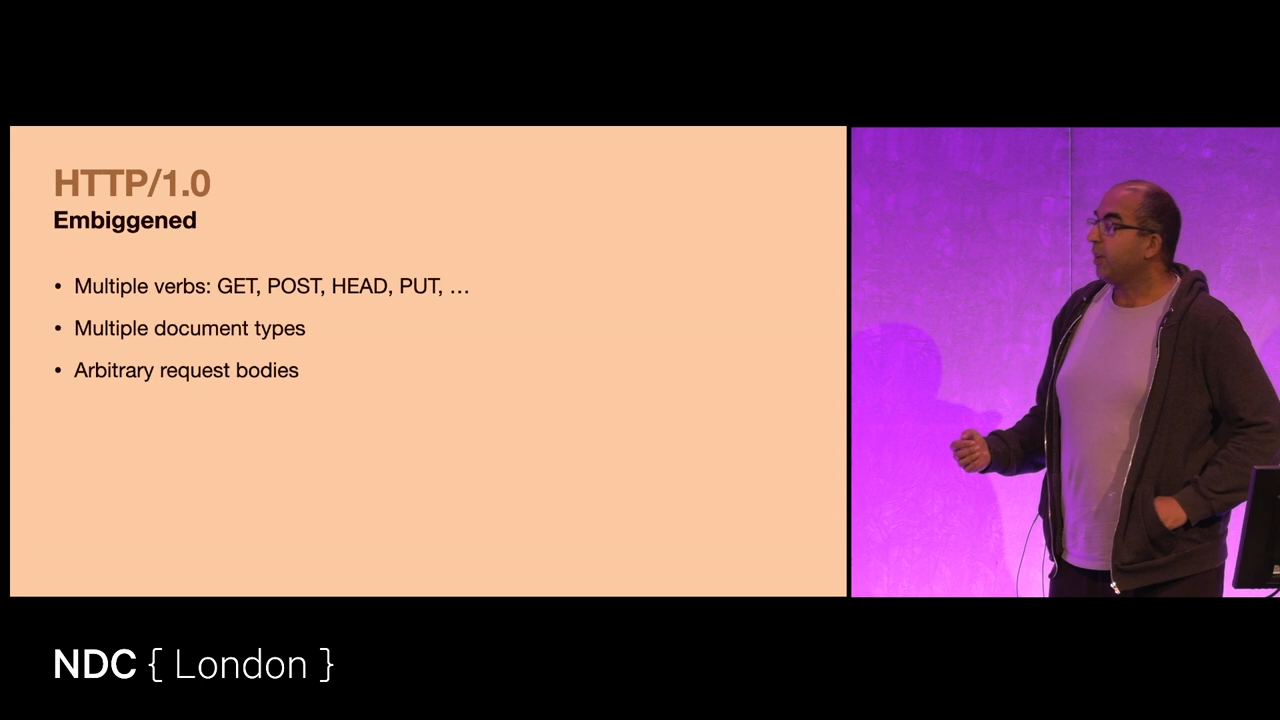 HTTP/1.0
Embiggened
• Multiple verbs: GET, POST, HEAD, PUT, …
• Multiple document types
• Arbitrary request bodies
NDC { London }